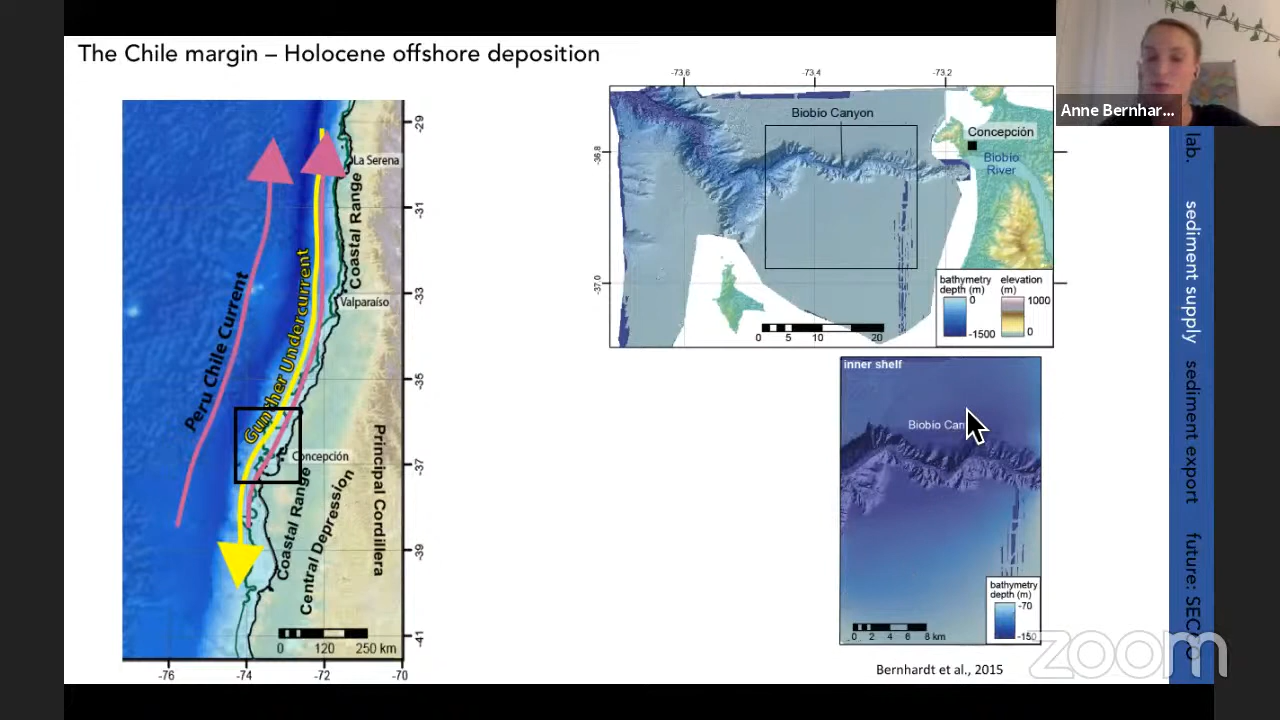 The Chile margin – Holocene offshore deposition
Anne Bernhar...
-29
-31
-33
-35
-37
-39
-41
-76
-74
-72
-70
La Serena
Coastal Range
Valparaíso
Peru Chile Current
Gunther Undercurrent
Concepción
Coastal Range
Central Depression
Principal Cordillera
0 120 250 km
-73.6
-73.4
-73.2
-36.8
-37.0
Biobio Canyon
Concepción
Biobio
River
bathymetry
depth (m)
0
-1500
elevation
(m)
1000
0
0 5 10 20
inner shelf
Biobio Can
bathymetry
depth (m)
-70
-150
0 2 4 6 8 km
Bernhardt et al., 2015
lab.
sediment supply
sediment export
future:
zoom